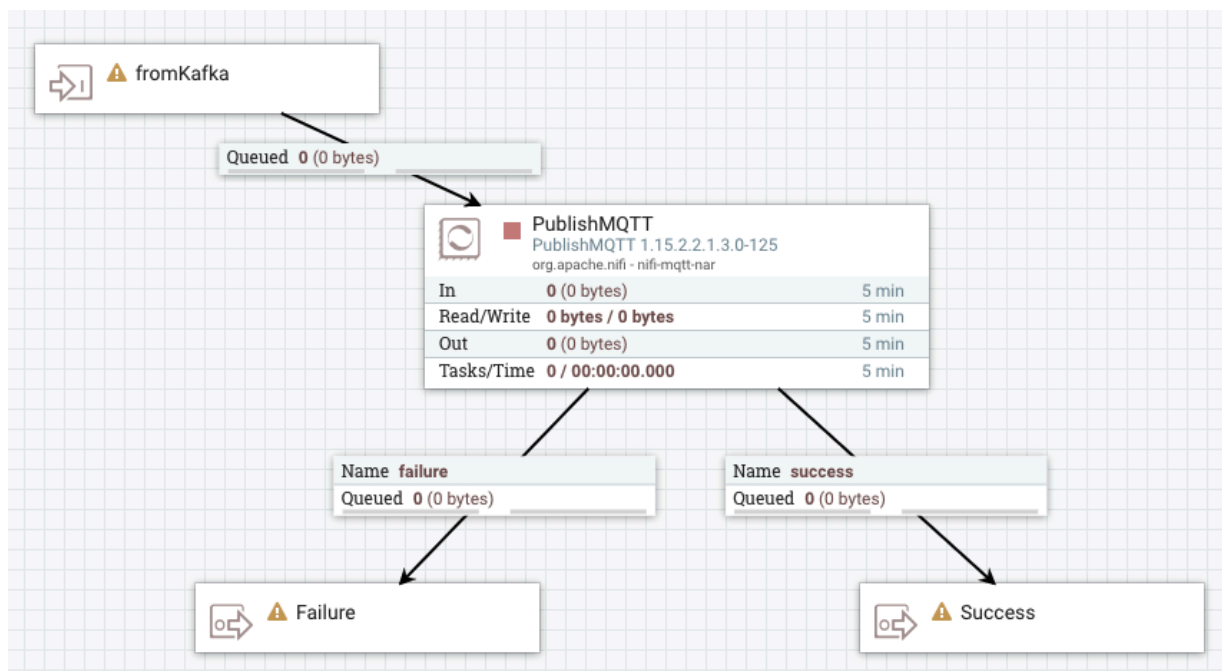 fromKafka
Queued 0 (0 bytes)
PublishMQTT
PublishMQTT 1.15.2.2.1.3.0-125
org.apache.nifi - nifi-mqtt-nar
In 0 (0 bytes) 5 min
Read/Write 0 bytes / 0 bytes 5 min
Out 0 (0 bytes) 5 min
Tasks/Time 0 / 00:00:00.000 5 min
Name failure
Queued 0 (0 bytes)
Name success
Queued 0 (0 bytes)
Failure
Success